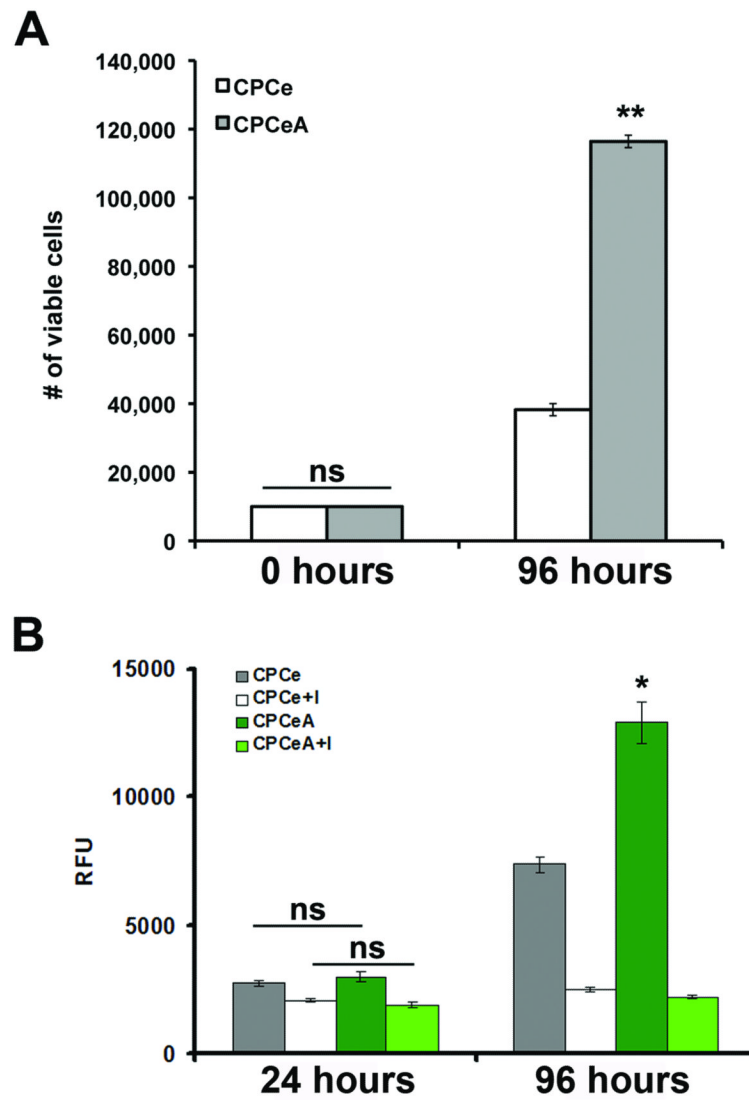 A
140,000
120,000
100,000
80,000
60,000
40,000
20,000
0
# of viable cells
CPCe
CPCeA
**
ns
0 hours
96 hours
B
15000
10000
5000
0
RFU
CPCe
CPCe+I
CPCeA
CPCeA+I
*
ns
ns
24 hours
96 hours